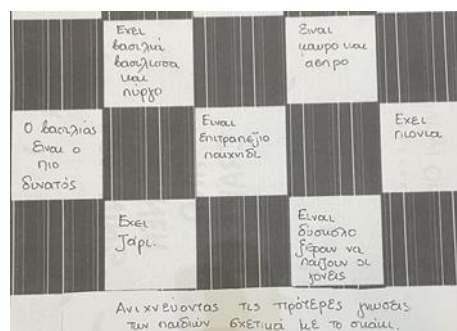 Έχει
βασιλιά
βασίλισσα
και
πύργο
Είναι
μαυρο και
άσπρο
Ο βασιλιάς
είναι ο
πιο
δυνατός
Είναι
επιτραπέζιο
παιχνίδι
Έχει
πιόνια
Έχει
ζάρι.
Είναι
δύσκολο
ξέρουν να
παίζουν οι
γονείς
Ανιχνεύοντας τις πρότερες γνώσεις
των παιδιών σχετικά με το σκάκι.